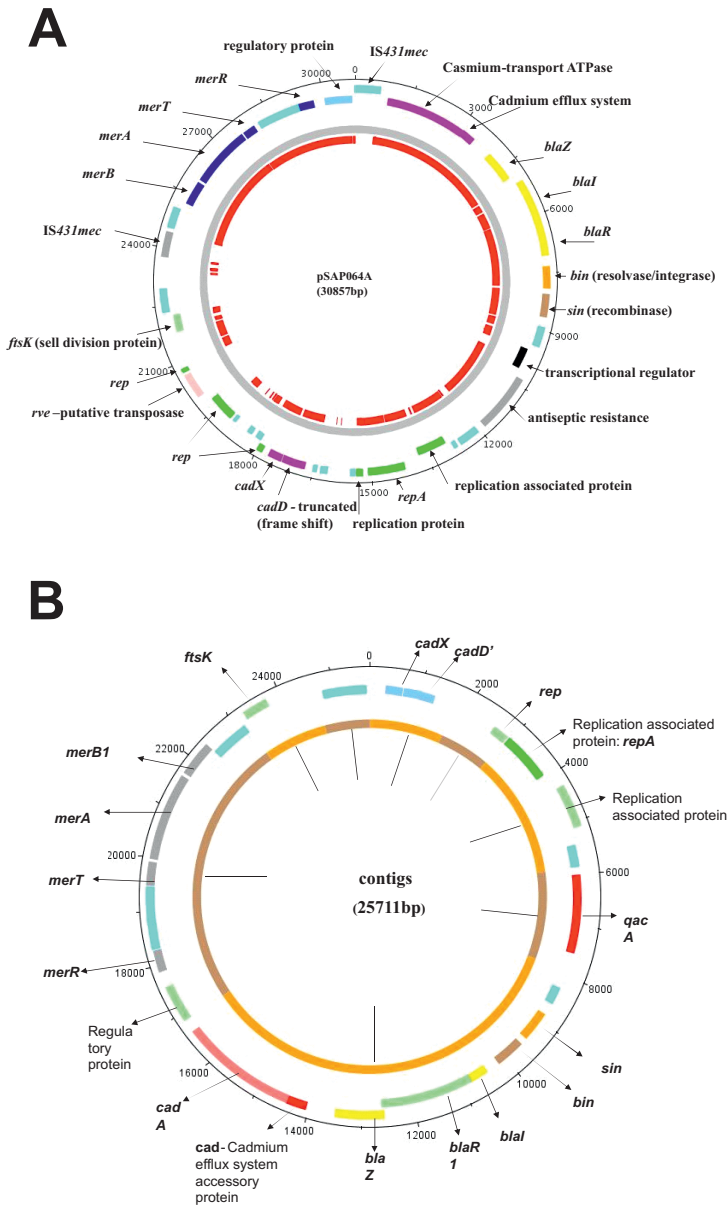 A
regulatory protein
IS431mec
30000
0
Casmium-transport ATPase
merR
3000
Cadmium efflux system
merT
27000
blaZ
merA
blaI
merB
6000
IS431mec
blaR
24000
pSAP064A
(30857bp)
bin (resolvase/integrase)
sin (recombinase)
ftsK (sell division protein)
9000
21000
transcriptional regulator
rep
rve –putative transposase
antiseptic resistance
12000
rep
18000
cadX
replication associated protein
15000
repA
cadD - truncated
(frame shift)
replication protein
B
0
cadX
cadD’
ftsK
24000
2000
rep
Replication associated
protein: repA
22000
merB1
4000
Replication
associated protein
merA
20000
contigs
(25711bp)
6000
merT
qac
A
merR
18000
8000
Regula
tory
protein
sin
16000
10000
bin
cad
A
14000
12000
blaI
cad - Cadmium
efflux system
accessory
protein
bla
Z
blaR
1